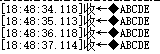 [18:48:34.118]收←◆ABCDE
[18:48:35.118]收←◆ABCDE
[18:48:36.118]收←◆ABCDE
[18:48:37.114]收←◆ABCDE